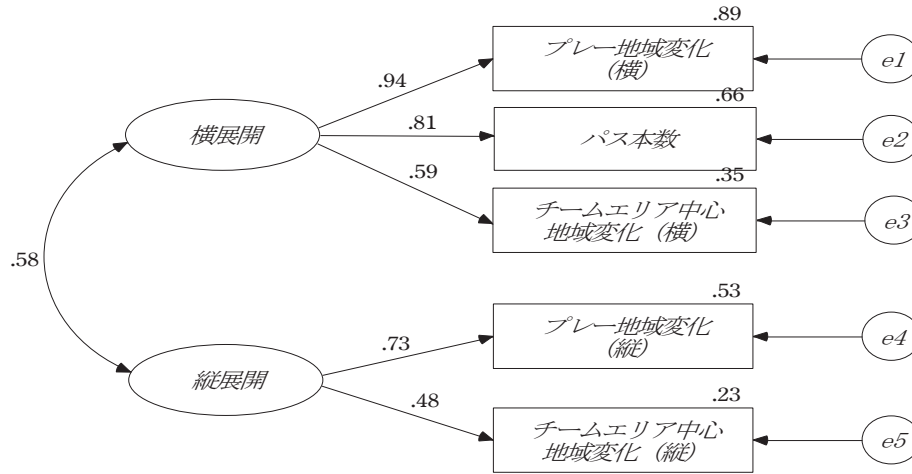 .89
プレー地域変化
(横)
e1
.94
.66
横展開
.81
パス本数
e2
.59
.35
チームエリア中心
地域変化 (横)
e3
.58
.53
プレー地域変化
(縦)
e4
.73
縦展開
.48
.23
チームエリア中心
地域変化 (縦)
e5